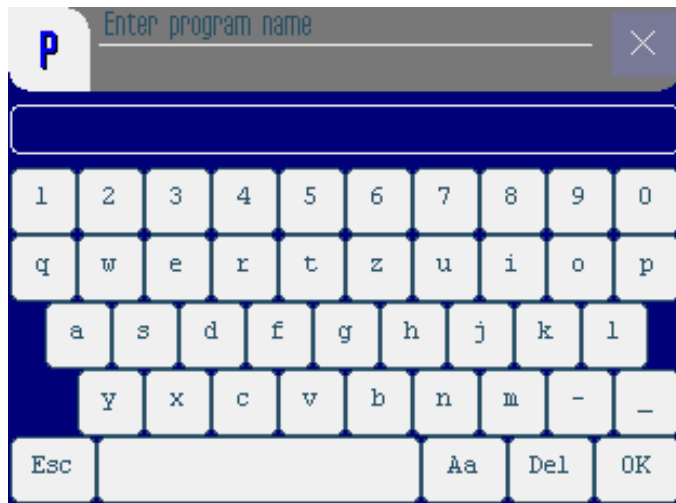 P Enter program name
1 2 3 4 5 6 7 8 9 0
q w e r t z u i o p
a s d f g h j k l
y x c v b n m - _
Esc Aa Del OK